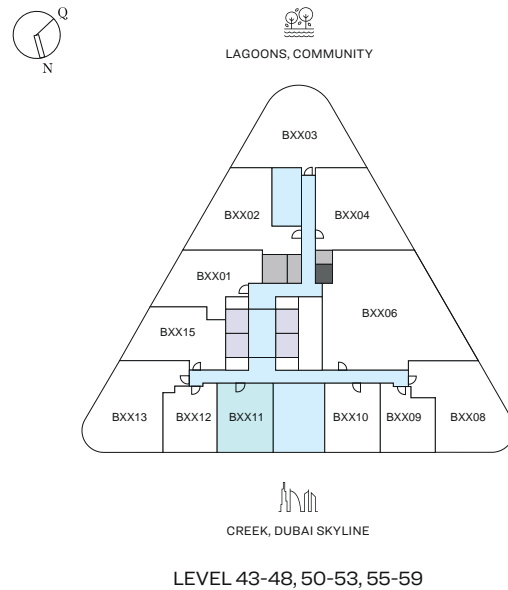 Q
N
LAGOONS, COMMUNITY
BXX03
BXX02
BXX04
BXX01
BXX06
BXX15
BXX13
BXX12
BXX11
BXX10
BXX09
BXX08
CREEK, DUBAI SKYLINE
LEVEL 43-48, 50-53, 55-59